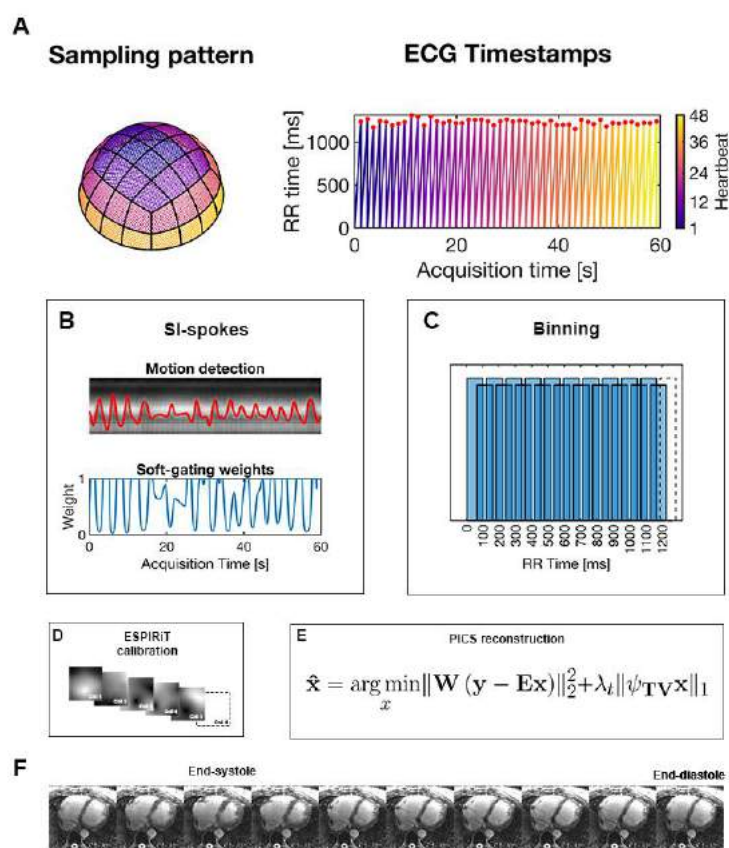 A
Sampling pattern
ECG Timestamps
RR time [ms]
1000
500
0
0
20
40
60
Acquisition time [s]
48
36
24
12
1
Heartbeat
B
SI-spokes
Motion detection
Soft-gating weights
Weight
1
0
0
20
40
60
Acquisition Time [s]
C
Binning
0
100
200
300
400
500
600
700
800
900
1000
1100
1200
RR Time [ms]
D
ESPIRiT
calibration
Coil 1
E
PICS reconstruction
x̂ = arg min‖W (y − Ex)‖₂²+λₜ‖ψ_TV x‖₁
x
F
End-systole
End-diastole